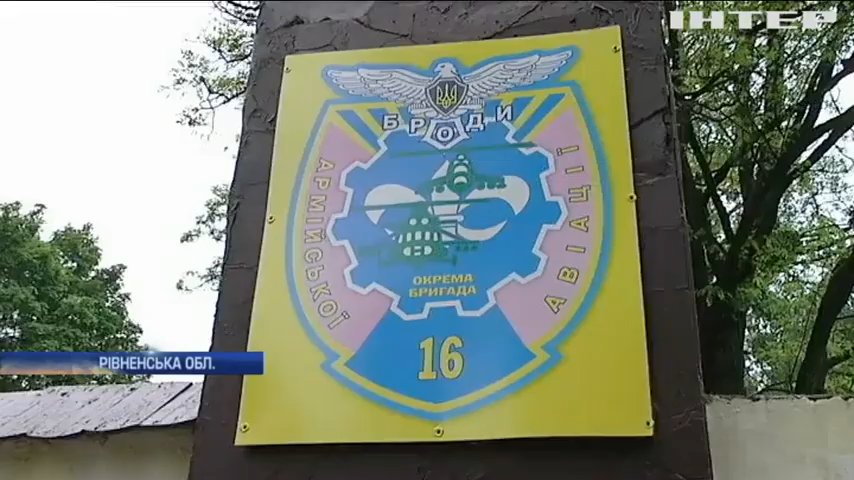 ІНТЕР
БРОДИ
АРМІЙСЬКОЇ
АВІАЦІЇ
ОКРЕМА
БРИГАДА
16
РІВНЕНСЬКА ОБЛ.